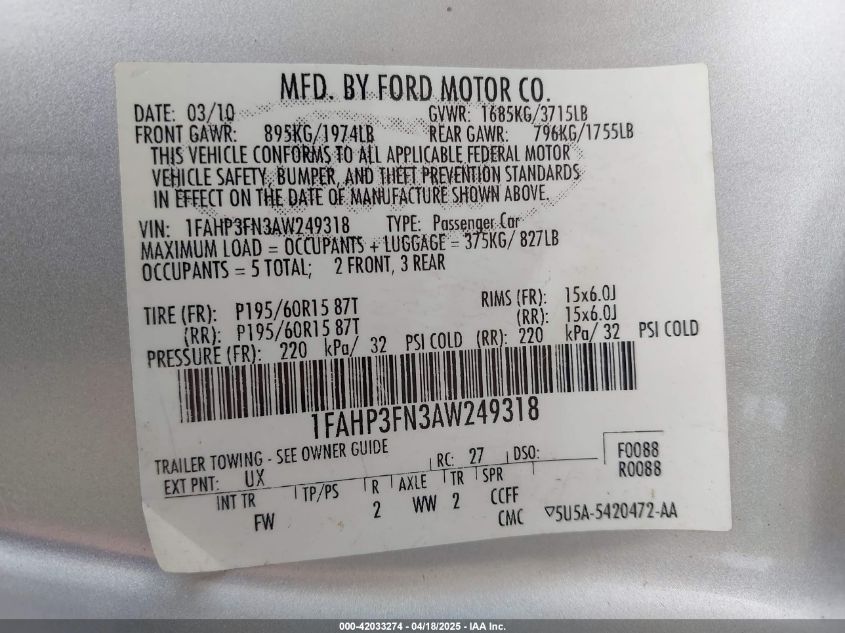 MFD. BY FORD MOTOR CO.
DATE: 03/10 GVWR: 1685KG/3715LB
FRONT GAWR: 895KG/1974LB REAR GAWR: 796KG/1755LB
THIS VEHICLE CONFORMS TO ALL APPLICABLE FEDERAL MOTOR
VEHICLE SAFETY, BUMPER, AND THEFT PREVENTION STANDARDS
IN EFFECT ON THE DATE OF MANUFACTURE SHOWN ABOVE.
VIN: 1FAHP3FN3AW249318 TYPE: Passenger Car
MAXIMUM LOAD = OCCUPANTS + LUGGAGE = 375KG/ 827LB
OCCUPANTS = 5 TOTAL; 2 FRONT, 3 REAR
TIRE (FR): P195/60R15 87T RIMS (FR): 15x6.0J
(RR): P195/60R15 87T (RR): 15x6.0J
PRESSURE (FR): 220 kPa/ 32 PSI COLD (RR): 220 kPa/ 32 PSI COLD
1FAHP3FN3AW249318
TRAILER TOWING - SEE OWNER GUIDE RC: 27 DSO: F0088
EXT PNT: UX R0088
INT TR TP/PS R AXLE TR SPR
FW 2 WW 2 CCFF
CMC ▽5U5A-5420472-AA
000-42033274 - 04/18/2025 - IAA Inc.